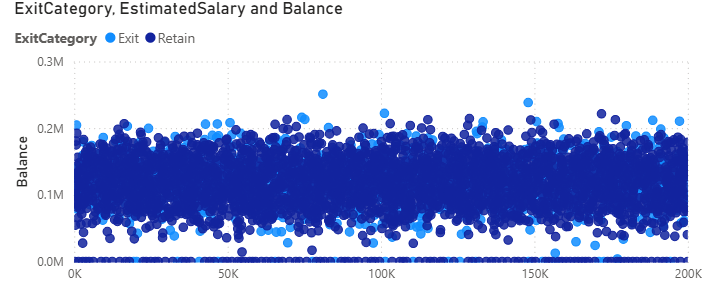 ExitCategory, EstimatedSalary and Balance
ExitCategory Exit Retain
0.3M
0.2M
0.1M
0.0M
Balance
0K 50K 100K 150K 200K